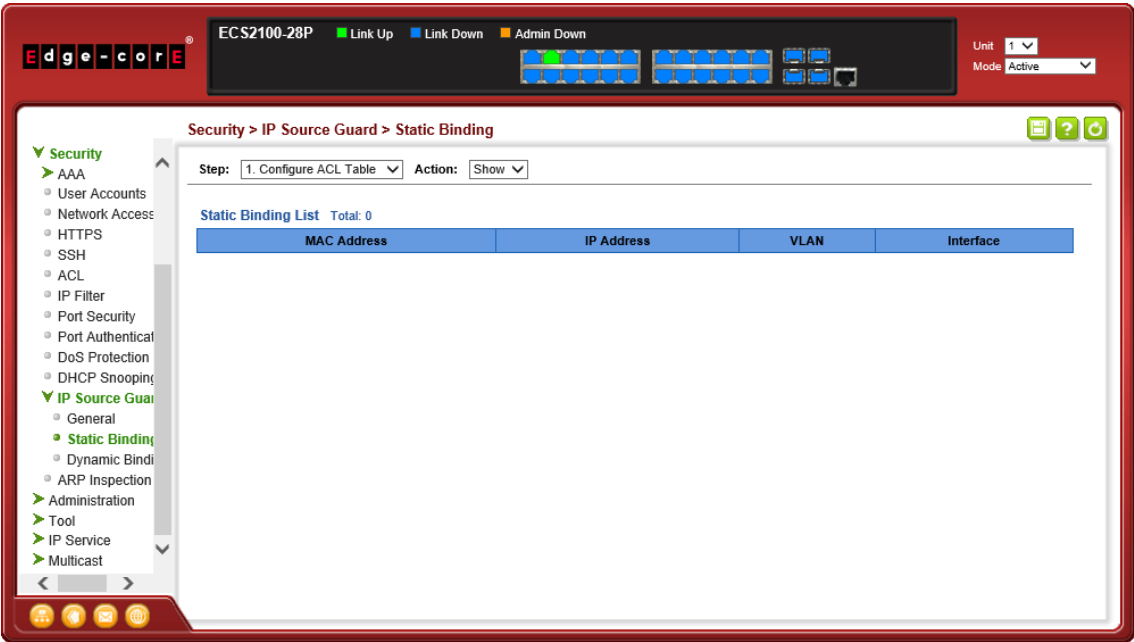 ECS2100-28P Link Up Link Down Admin Down
Edge-corE®
Unit 1
Mode Active
Security > IP Source Guard > Static Binding
?
Security
AAA
User Accounts
Network Access
HTTPS
SSH
ACL
IP Filter
Port Security
Port Authenticat
DoS Protection
DHCP Snooping
IP Source Guar
General
Static Binding
Dynamic Bindi
ARP Inspection
Administration
Tool
IP Service
Multicast
Step: 1. Configure ACL Table Action: Show
Static Binding List Total: 0
MAC Address IP Address VLAN Interface